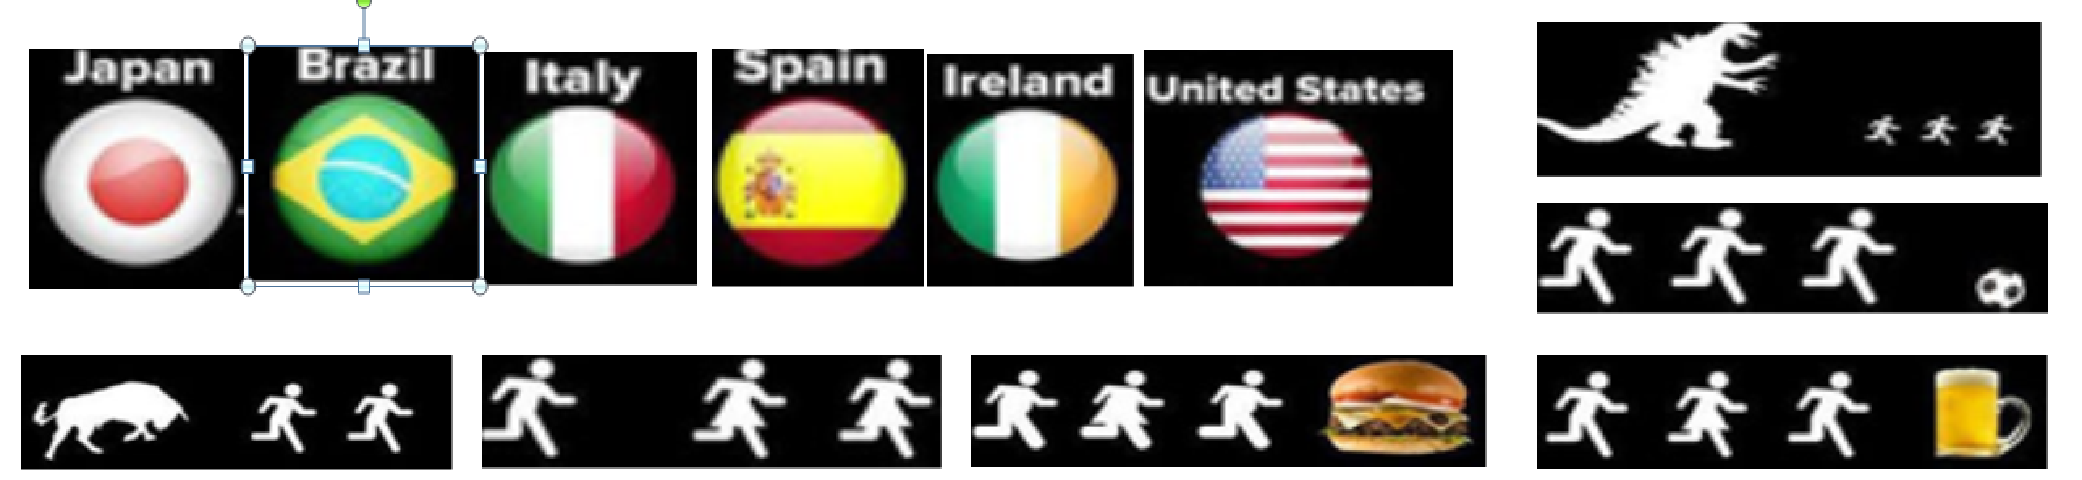 Japan
Brazil
Italy
Spain
Ireland
United States